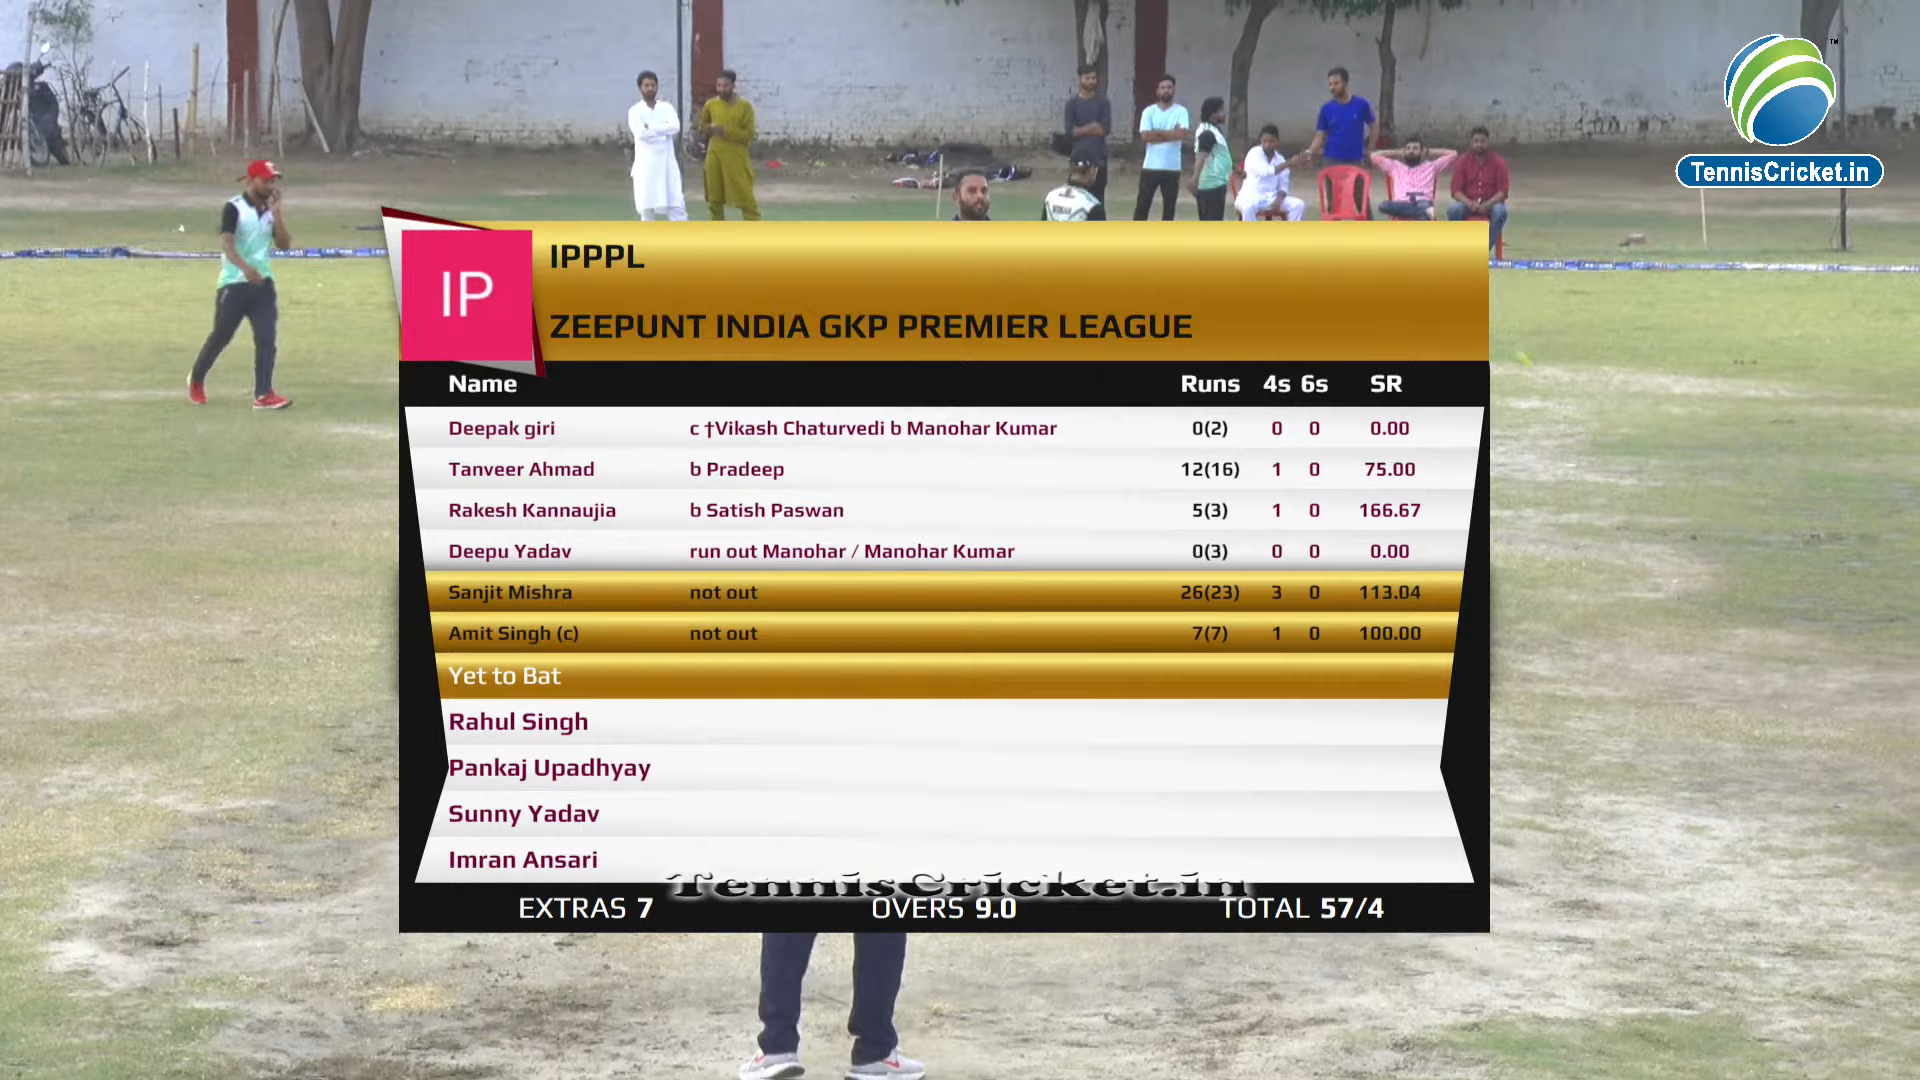 TM
TennisCricket.in
IP
IPPPL
ZEEPUNT INDIA GKP PREMIER LEAGUE
Name Runs 4s 6s SR
Deepak giri c †Vikash Chaturvedi b Manohar Kumar 0(2) 0 0 0.00
Tanveer Ahmad b Pradeep 12(16) 1 0 75.00
Rakesh Kannaujia b Satish Paswan 5(3) 1 0 166.67
Deepu Yadav run out Manohar / Manohar Kumar 0(3) 0 0 0.00
Sanjit Mishra not out 26(23) 3 0 113.04
Amit Singh (c) not out 7(7) 1 0 100.00
Yet to Bat
Rahul Singh
Pankaj Upadhyay
Sunny Yadav
Imran Ansari
TennisCricket.in
EXTRAS 7 OVERS 9.0 TOTAL 57/4